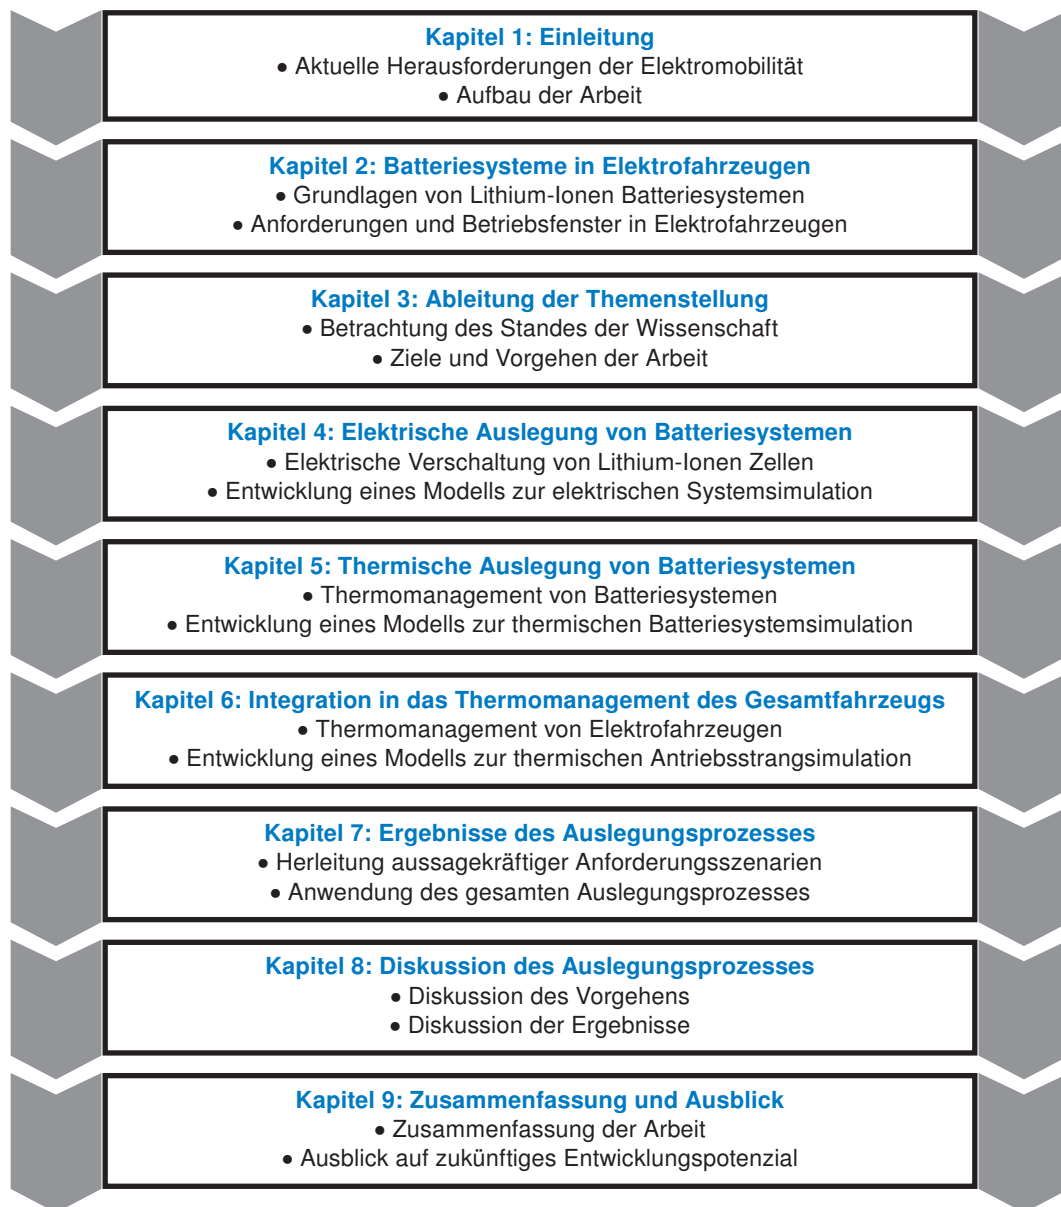 Kapitel 1: Einleitung
• Aktuelle Herausforderungen der Elektromobilität
• Aufbau der Arbeit
Kapitel 2: Batteriesysteme in Elektrofahrzeugen
• Grundlagen von Lithium-Ionen Batteriesystemen
• Anforderungen und Betriebsfenster in Elektrofahrzeugen
Kapitel 3: Ableitung der Themenstellung
• Betrachtung des Standes der Wissenschaft
• Ziele und Vorgehen der Arbeit
Kapitel 4: Elektrische Auslegung von Batteriesystemen
• Elektrische Verschaltung von Lithium-Ionen Zellen
• Entwicklung eines Modells zur elektrischen Systemsimulation
Kapitel 5: Thermische Auslegung von Batteriesystemen
• Thermomanagement von Batteriesystemen
• Entwicklung eines Modells zur thermischen Batteriesystemsimulation
Kapitel 6: Integration in das Thermomanagement des Gesamtfahrzeugs
• Thermomanagement von Elektrofahrzeugen
• Entwicklung eines Modells zur thermischen Antriebsstrangsimulation
Kapitel 7: Ergebnisse des Auslegungsprozesses
• Herleitung aussagekräftiger Anforderungsszenarien
• Anwendung des gesamten Auslegungsprozesses
Kapitel 8: Diskussion des Auslegungsprozesses
• Diskussion des Vorgehens
• Diskussion der Ergebnisse
Kapitel 9: Zusammenfassung und Ausblick
• Zusammenfassung der Arbeit
• Ausblick auf zukünftiges Entwicklungspotenzial